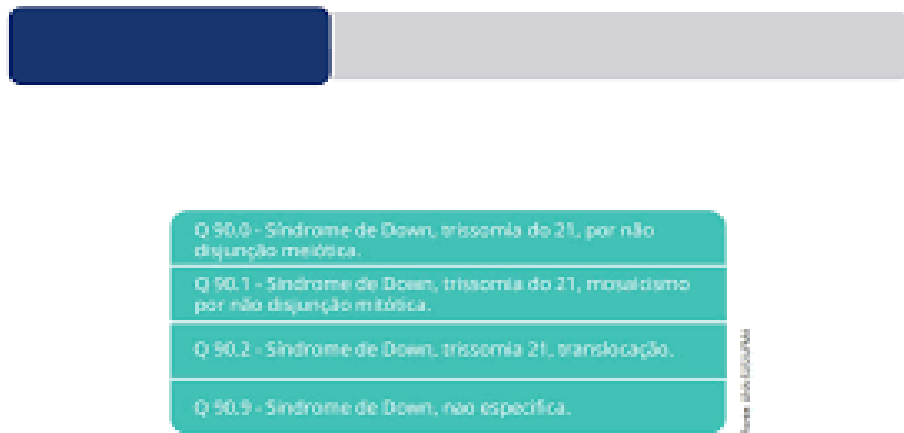 Q 90.0 - Síndrome de Down, trissomia do 21, por não
disjunção meiótica.
Q 90.1 - Síndrome de Down, trissomia do 21, mosaicismo
por não disjunção mitótica.
Q 90.2 - Síndrome de Down, trissomia 21, translocação.
Q 90.9 - Síndrome de Down, nao específica.